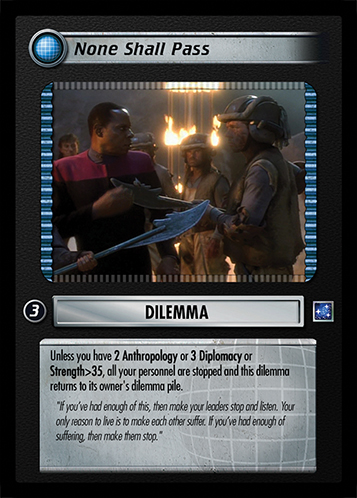 None Shall Pass
3
DILEMMA
Unless you have 2 Anthropology or 3 Diplomacy or
Strength>35, all your personnel are stopped and this dilemma
returns to its owner's dilemma pile.
"If you've had enough of this, then make your leaders stop and listen. Your
only reason to live is to make each other suffer. If you've had enough of
suffering, then make them stop."